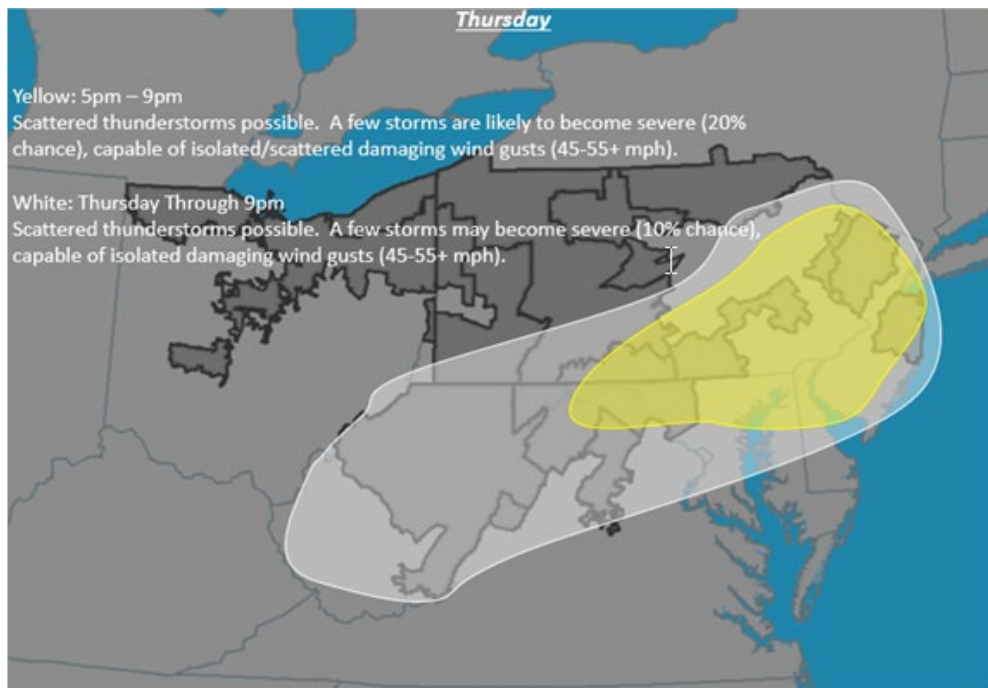 Thursday
Yellow: 5pm – 9pm
Scattered thunderstorms possible.  A few storms are likely to become severe (20%
chance), capable of isolated/scattered damaging wind gusts (45-55+ mph).
White: Thursday Through 9pm
Scattered thunderstorms possible.  A few storms may become severe (10% chance),
capable of isolated damaging wind gusts (45-55+ mph).